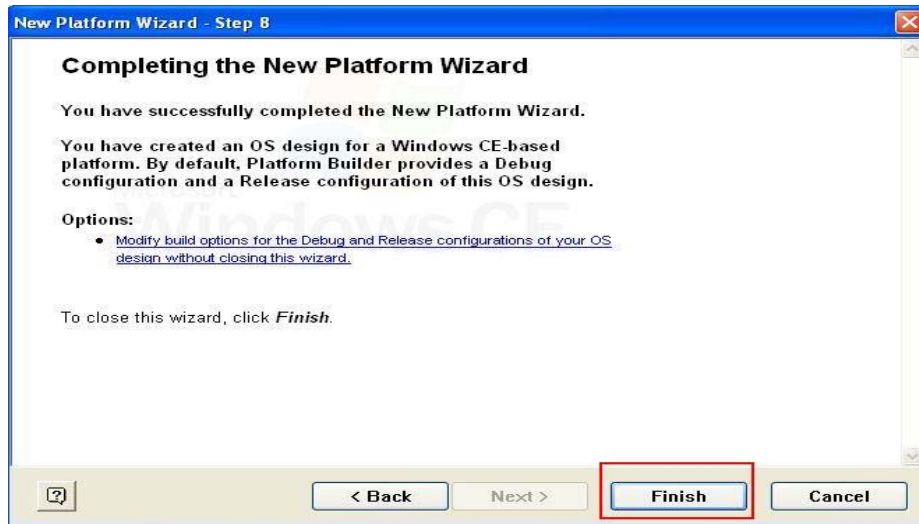 New Platform Wizard - Step 8
Completing the New Platform Wizard
You have successfully completed the New Platform Wizard.
You have created an OS design for a Windows CE-based
platform. By default, Platform Builder provides a Debug
configuration and a Release configuration of this OS design.
Microsoft
Windows CE
Options:
• Modify build options for the Debug and Release configurations of your OS
design without closing this wizard.
To close this wizard, click Finish.
?
< Back
Next >
Finish
Cancel